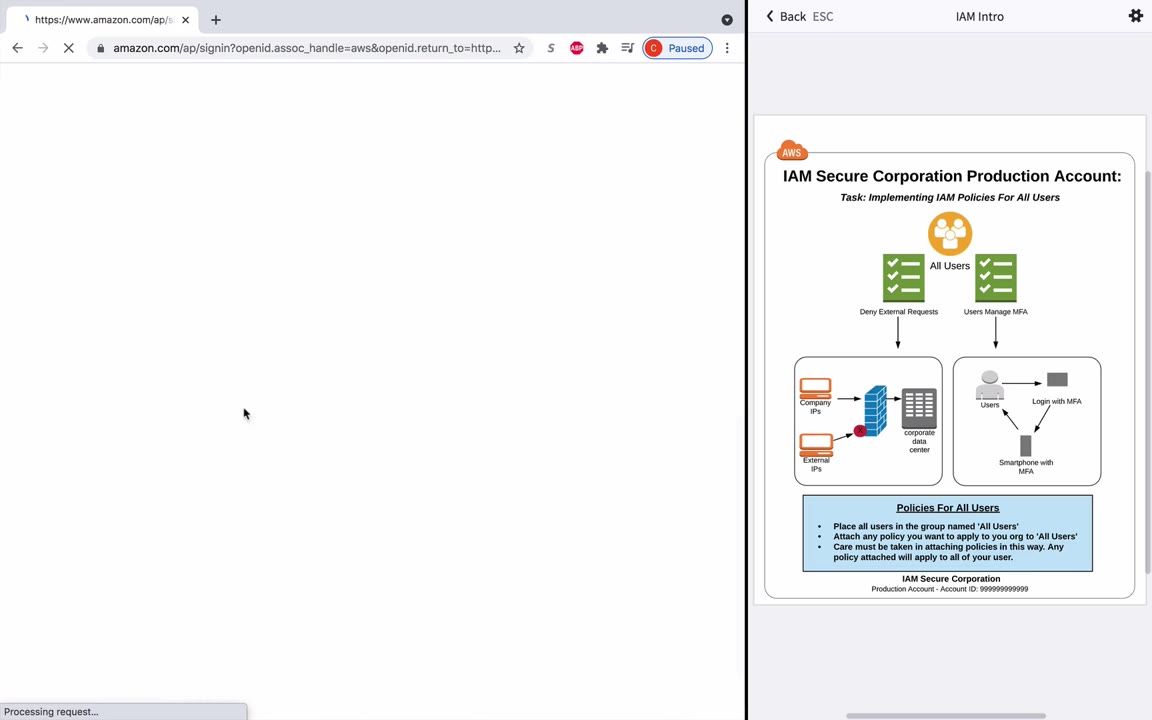 https://www.amazon.com/ap/s
amazon.com/ap/signin?openid.assoc_handle=aws&openid.return_to=http...
S
ABP
C Paused
Processing request...
Back ESC
IAM Intro
AWS
IAM Secure Corporation Production Account:
Task: Implementing IAM Policies For All Users
All Users
Deny External Requests
Users Manage MFA
Company
IPs
External
IPs
X
corporate
data
center
Users
Login with MFA
Smartphone with
MFA
Policies For All Users
• Place all users in the group named 'All Users'
• Attach any policy you want to apply to you org to 'All Users'
• Care must be taken in attaching policies in this way. Any
policy attached will apply to all of your user.
IAM Secure Corporation
Production Account - Account ID: 999999999999